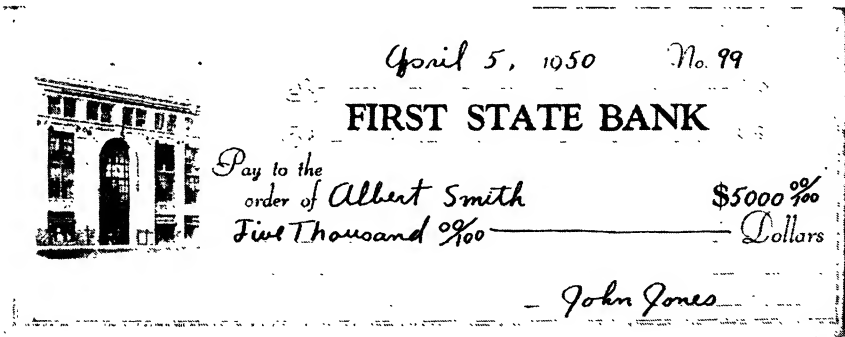 April 5, 1950 No. 99
FIRST STATE BANK
Pay to the
order of Albert Smith $5000 00/100
Five Thousand 00/100 Dollars
John Jones